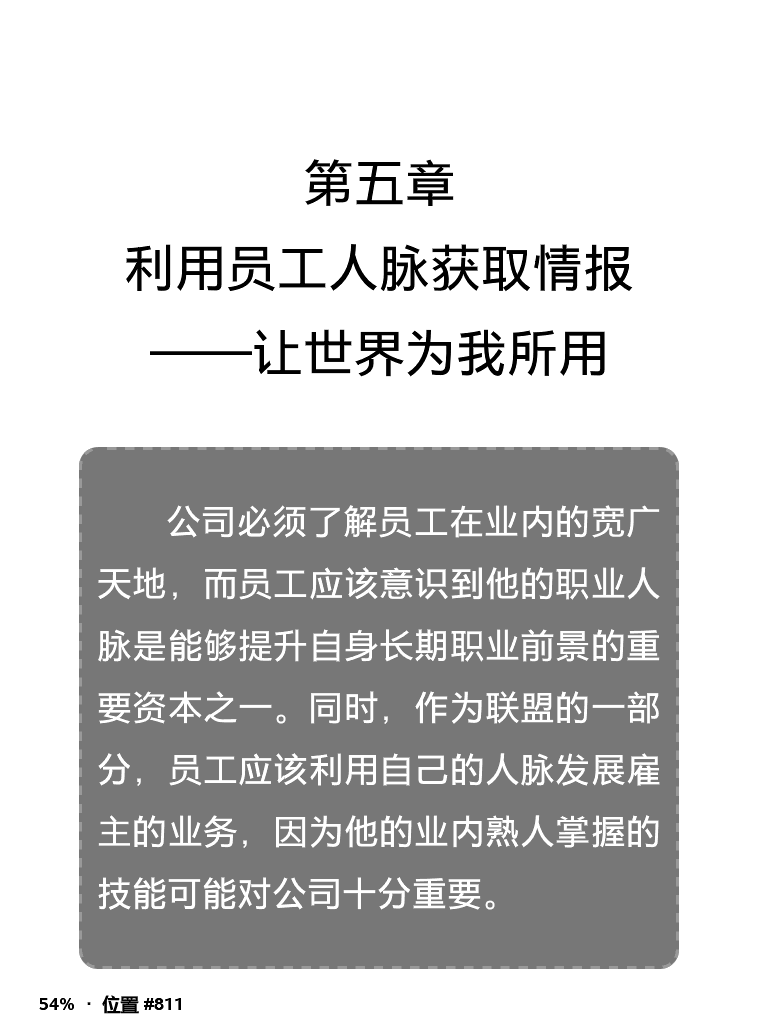 第五章
利用员工人脉获取情报
——让世界为我所用
公司必须了解员工在业内的宽广
天地，而员工应该意识到他的职业人
脉是能够提升自身长期职业前景的重
要资本之一。同时，作为联盟的一部
分，员工应该利用自己的人脉发展雇
主的业务，因为他的业内熟人掌握的
技能可能对公司十分重要。
54% · 位置 #811